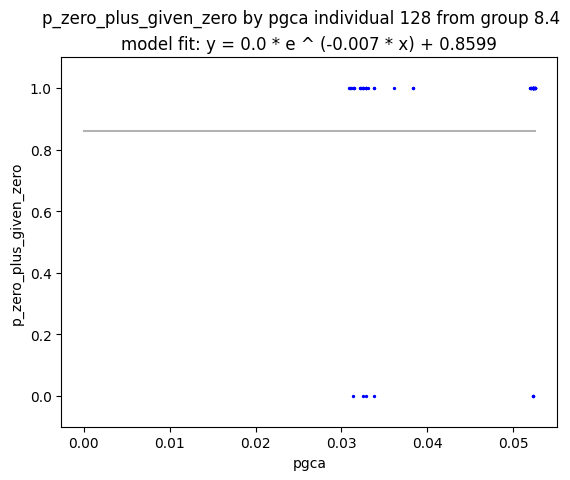 p_zero_plus_given_zero by pgca individual 128 from group 8.4
model fit: y = 0.0 * e ^ (-0.007 * x) + 0.8599
1.0
0.8
0.6
0.4
0.2
0.0
p_zero_plus_given_zero
0.00 0.01 0.02 0.03 0.04 0.05
pgca